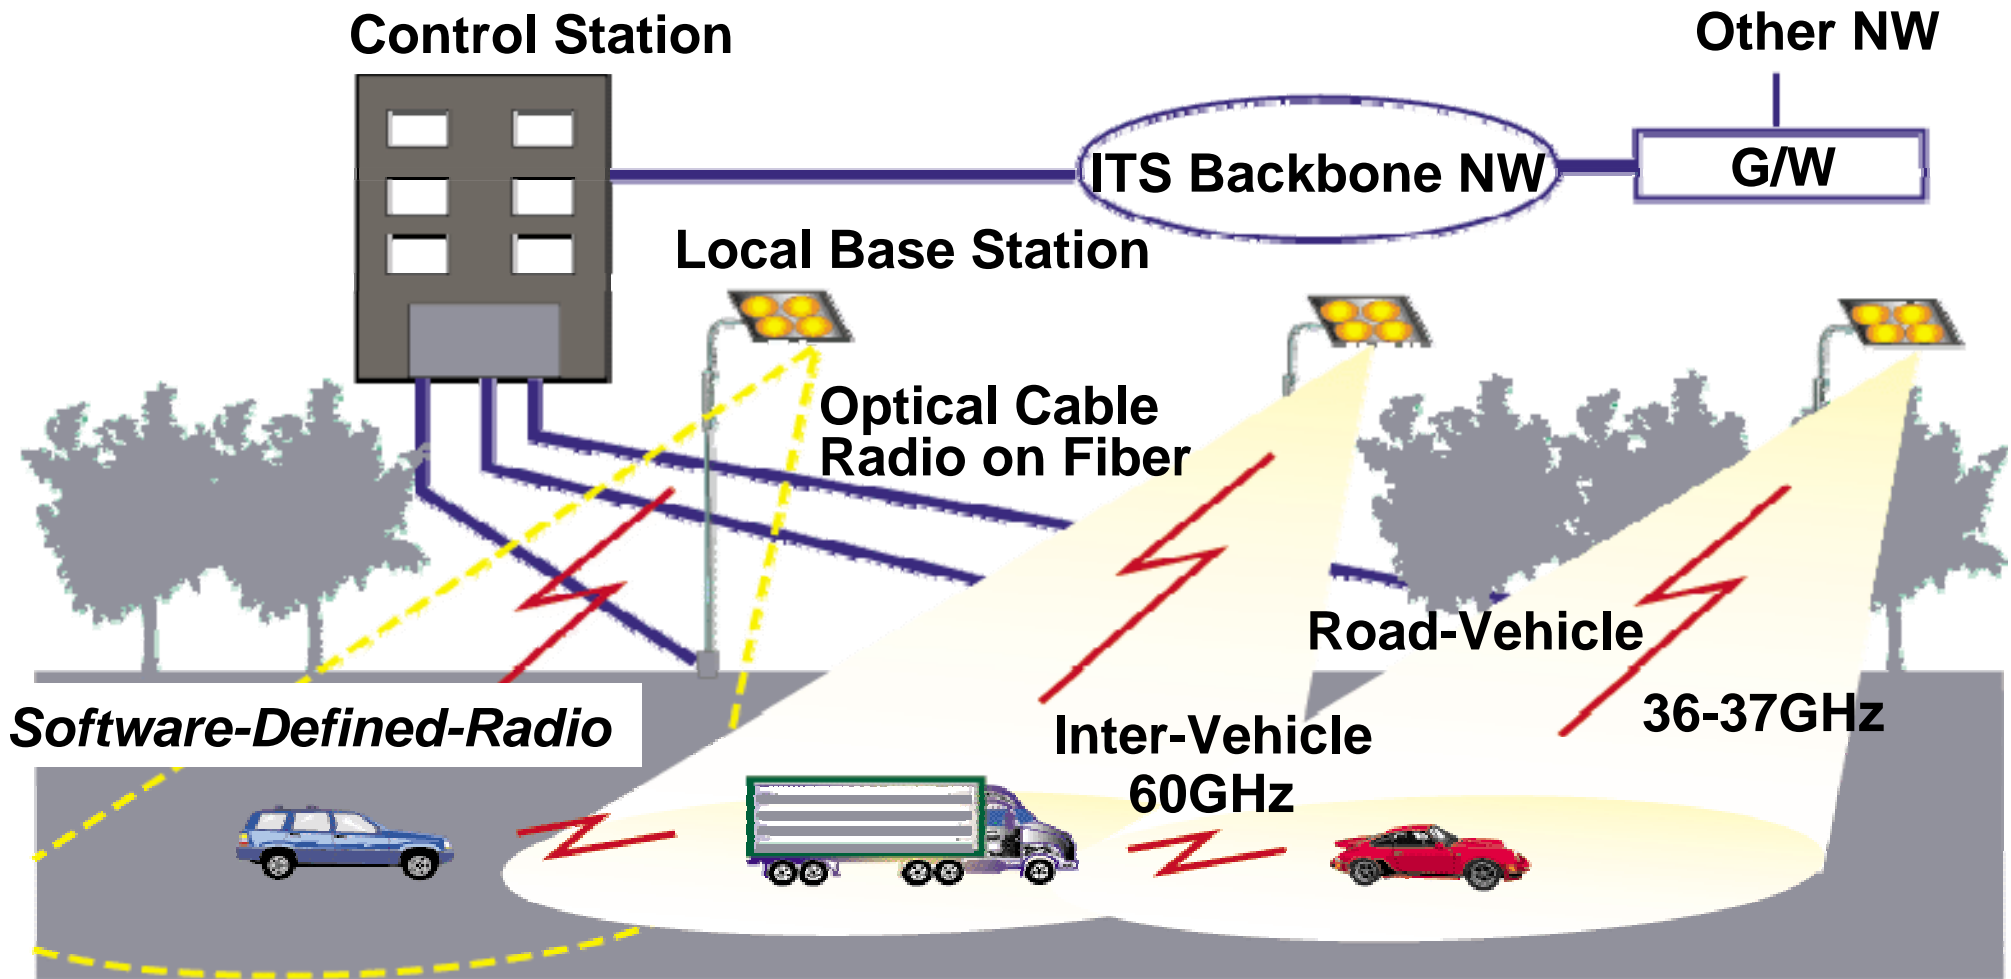 Control Station
Other NW
ITS Backbone NW
G/W
Local Base Station
Optical Cable
Radio on Fiber
Road-Vehicle
36-37GHz
Software-Defined-Radio
Inter-Vehicle
60GHz